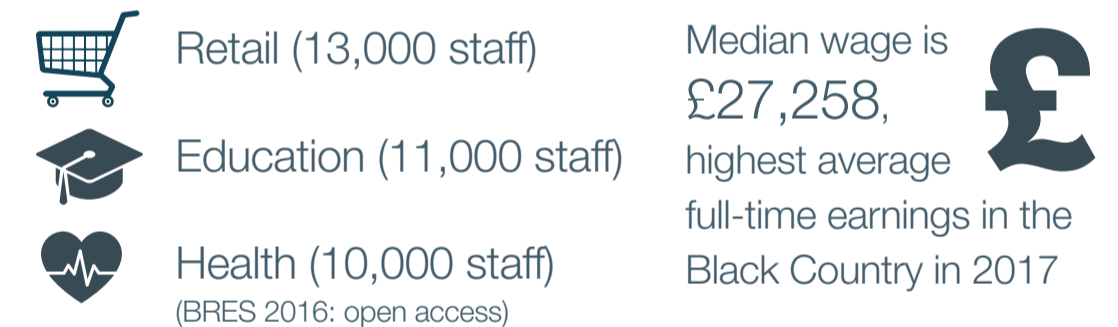 Retail (13,000 staff)
Education (11,000 staff)
Health (10,000 staff)
(BRES 2016: open access)
Median wage is
£27,258,
highest average
full-time earnings in the
Black Country in 2017
£